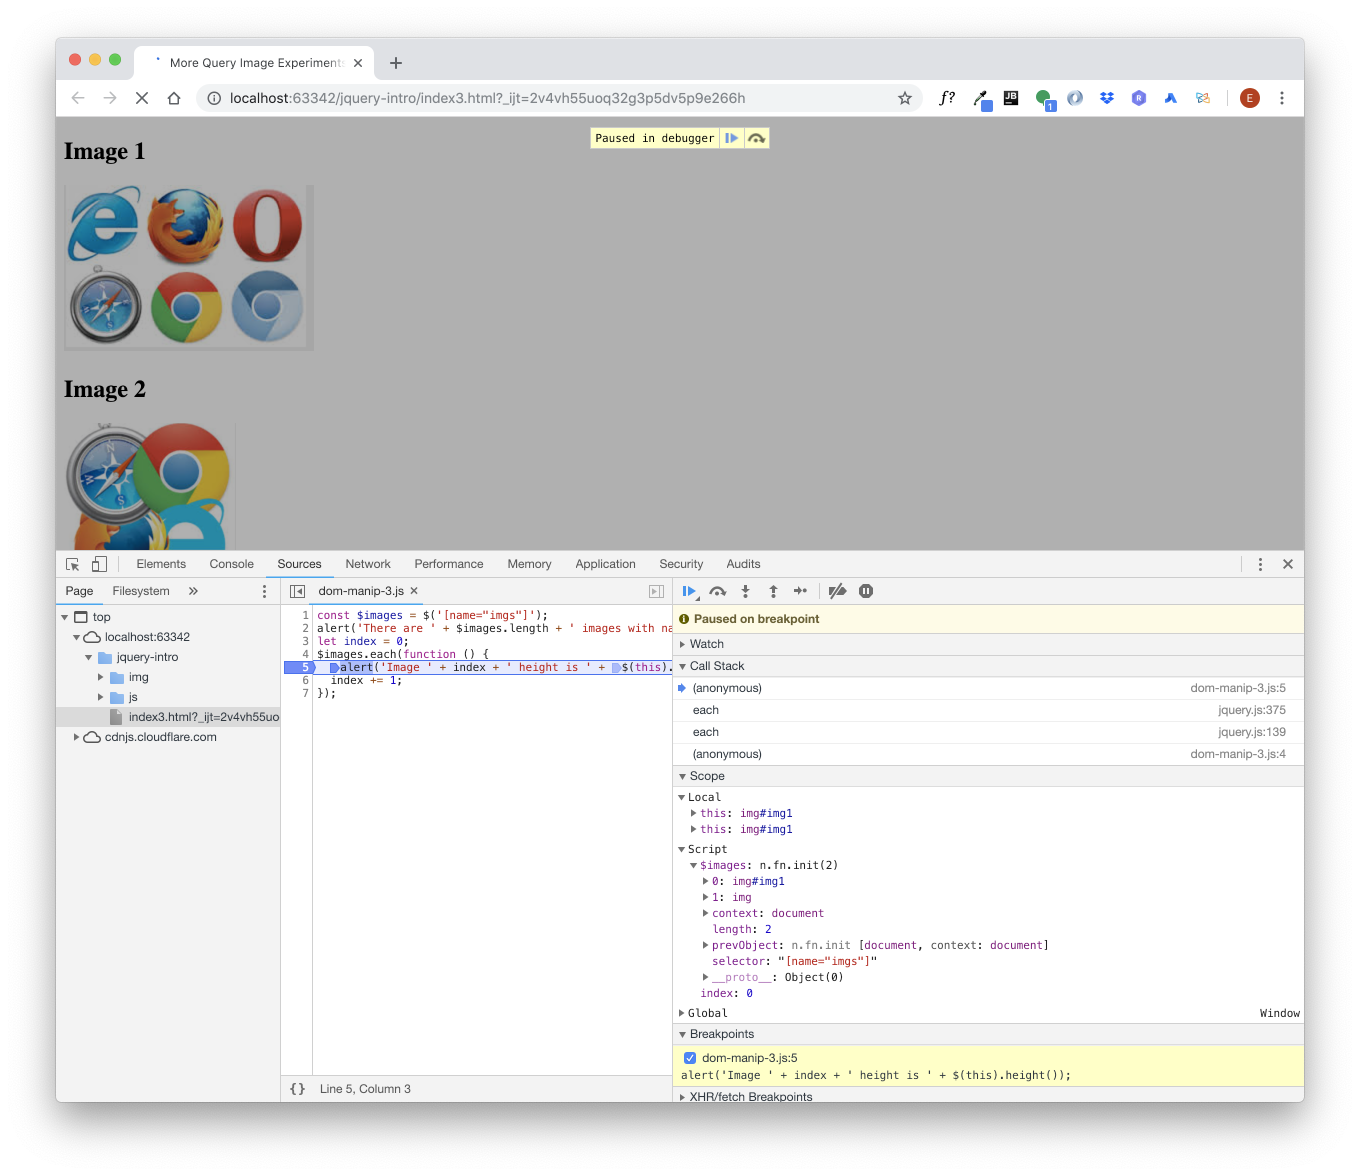 More Query Image Experiments
localhost:63342/jquery-intro/index3.html?_ijt=2v4vh55uoq32g3p5dv5p9e266h
f?
JB
1
R
E
Paused in debugger
Image 1
Image 2
Elements Console Sources Network Performance Memory Application Security Audits
Page Filesystem »
dom-manip-3.js
top
localhost:63342
jquery-intro
img
js
index3.html?_ijt=2v4vh55uo
cdnjs.cloudflare.com
1 const $images = $('[name="imgs"]');
2 alert('There are ' + $images.length + ' images with na
3 let index = 0;
4 $images.each(function () {
5 alert('Image ' + index + ' height is ' + $(this).
6 index += 1;
7 });
{} Line 5, Column 3
Paused on breakpoint
Watch
Call Stack
(anonymous) dom-manip-3.js:5
each jquery.js:375
each jquery.js:139
(anonymous) dom-manip-3.js:4
Scope
Local
this: img#img1
this: img#img1
Script
$images: n.fn.init(2)
0: img#img1
1: img
context: document
length: 2
prevObject: n.fn.init [document, context: document]
selector: "[name="imgs"]"
__proto__: Object(0)
index: 0
Global Window
Breakpoints
dom-manip-3.js:5
alert('Image ' + index + ' height is ' + $(this).height());
XHR/fetch Breakpoints